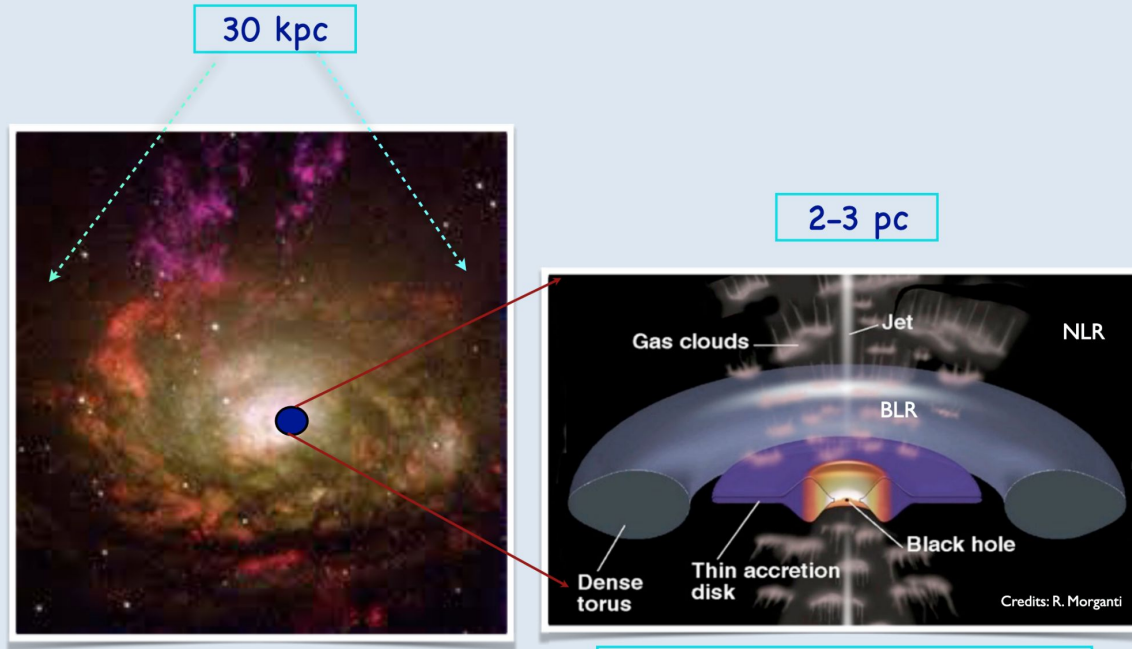 30 kpc
2-3 pc
Jet
Gas clouds
NLR
BLR
Black hole
Thin accretion
disk
Dense
torus
Credits: R. Morganti